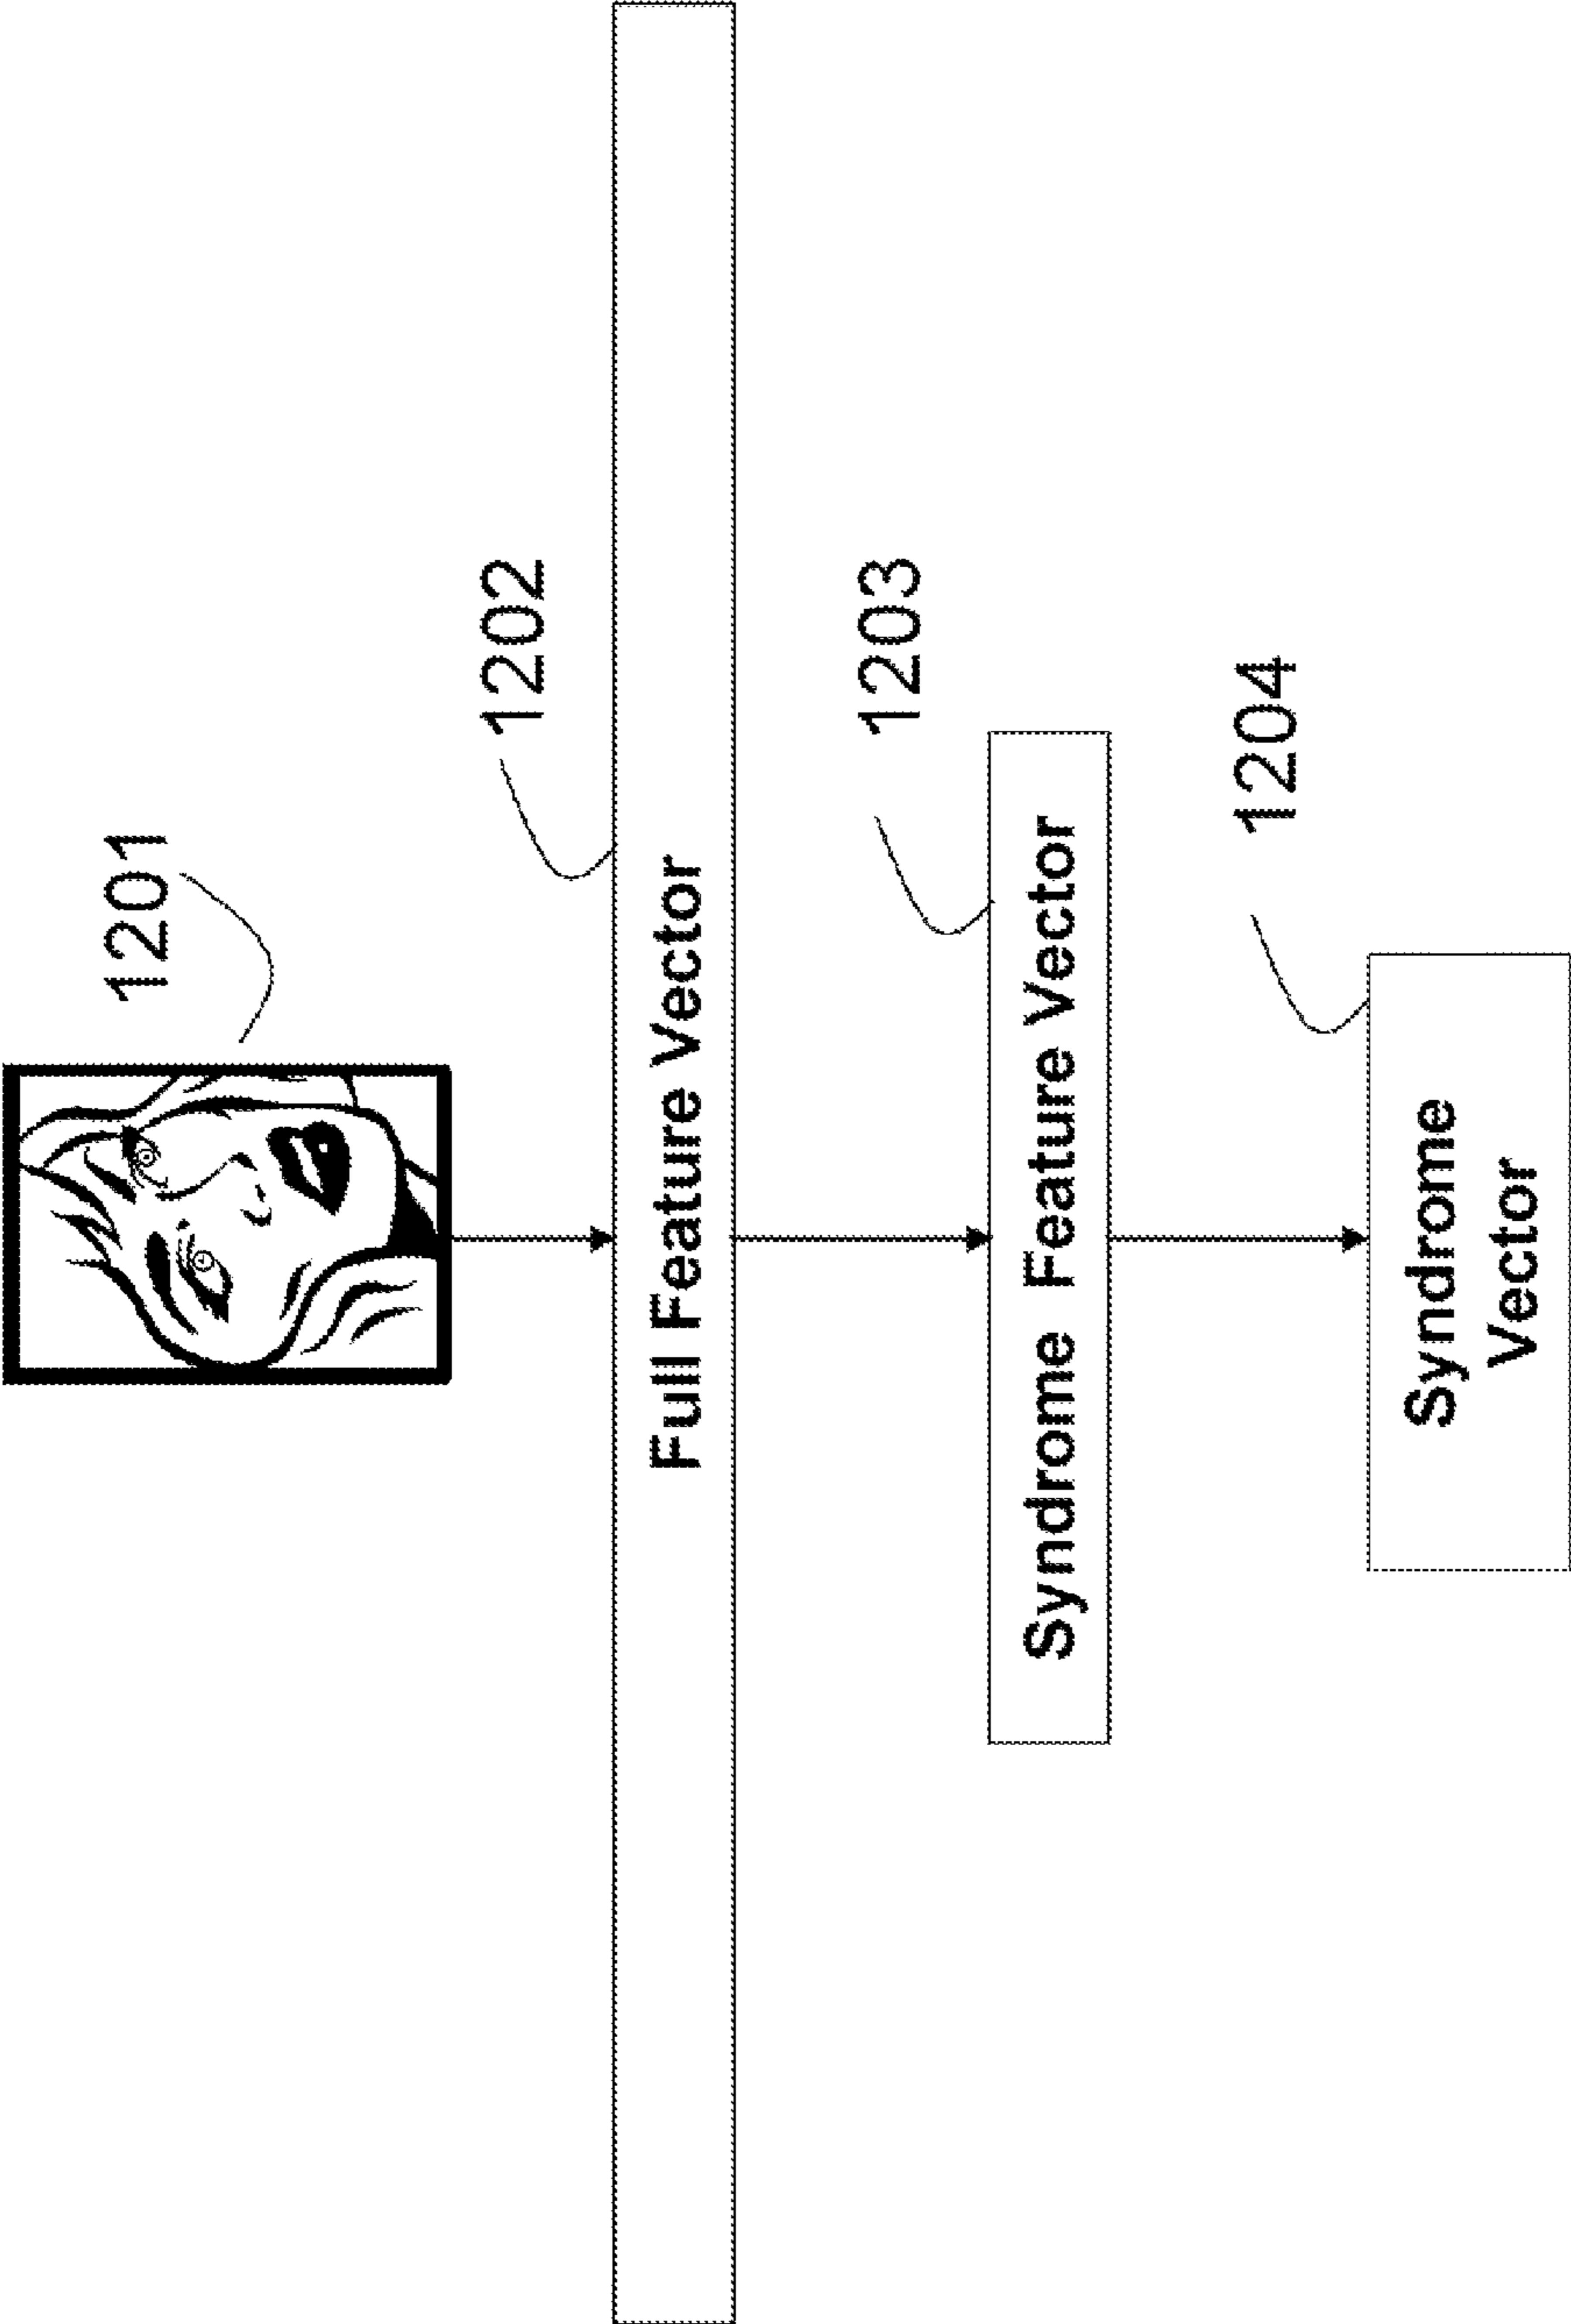 1201
1202
Full Feature Vector
1203
Syndrome Feature Vector
1204
Syndrome
Vector